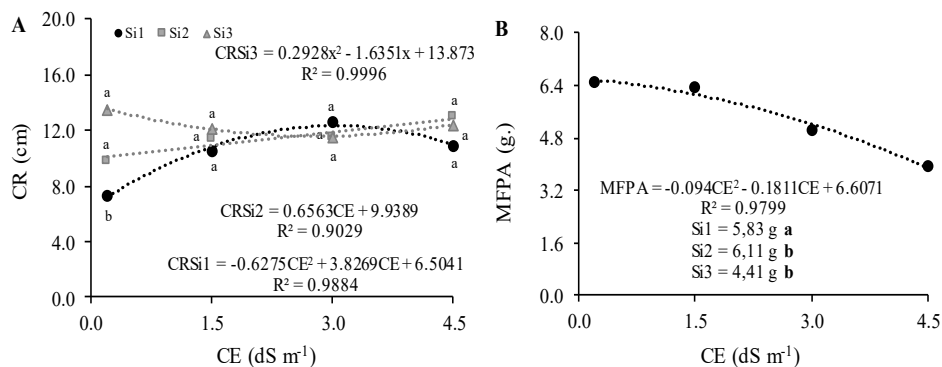 A
Si1 Si2 Si3
CRSi3 = 0.2928x² - 1.6351x + 13.873
R² = 0.9996
CRSi2 = 0.6563CE + 9.9389
R² = 0.9029
CRSi1 = -0.6275CE² + 3.8269CE + 6.5041
R² = 0.9884
a
a
b
a
a
a
a
a
a
a
a
a
20.0
16.0
12.0
8.0
4.0
0.0
CR (cm)
0.0 1.5 3.0 4.5
CE (dS m⁻¹)
B
8.0
6.4
4.8
3.2
1.6
0.0
MFPA (g.)
MFPA = -0.094CE² - 0.1811CE + 6.6071
R² = 0.9799
Si1 = 5,83 g a
Si2 = 6,11 g b
Si3 = 4,41 g b
0.0 1.5 3.0 4.5
CE (dS m⁻¹)